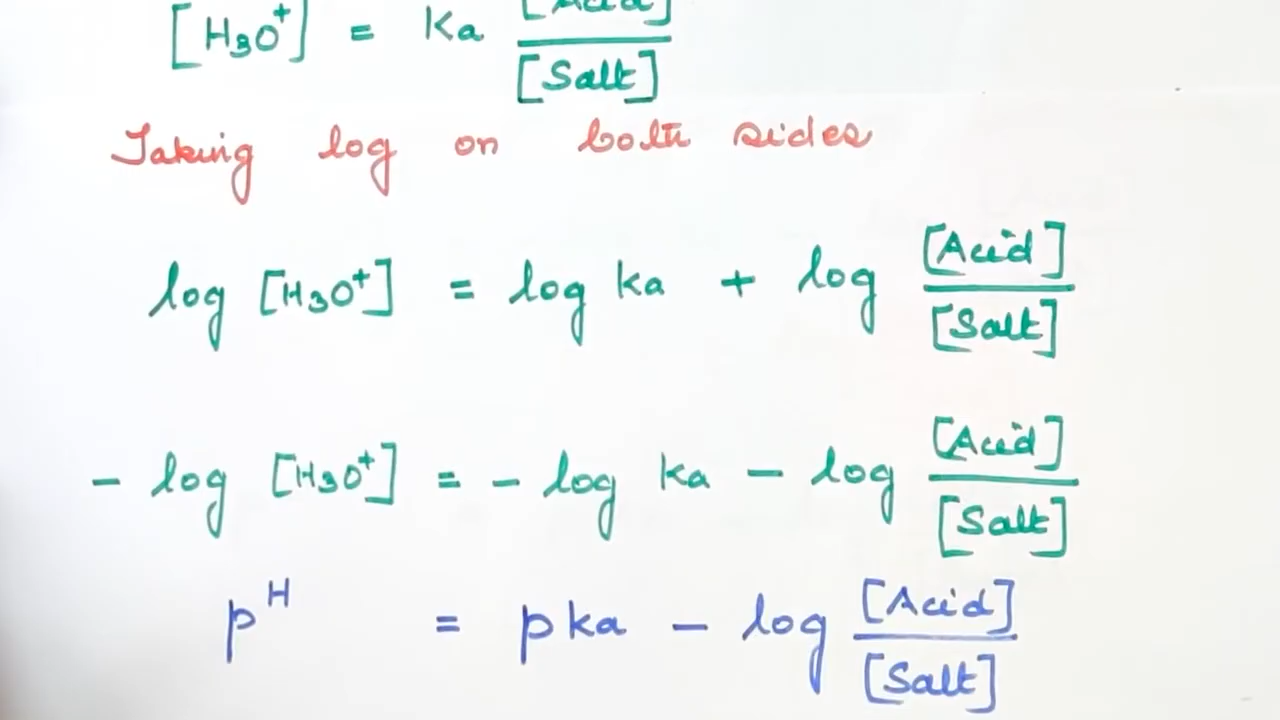 [H3O+] = Ka [Acid]/[Salt]
Taking log on both sides
log [H3O+] = log ka + log [Acid]/[Salt]
- log [H3O+] = - log ka - log [Acid]/[Salt]
pH = pka - log [Acid]/[Salt]